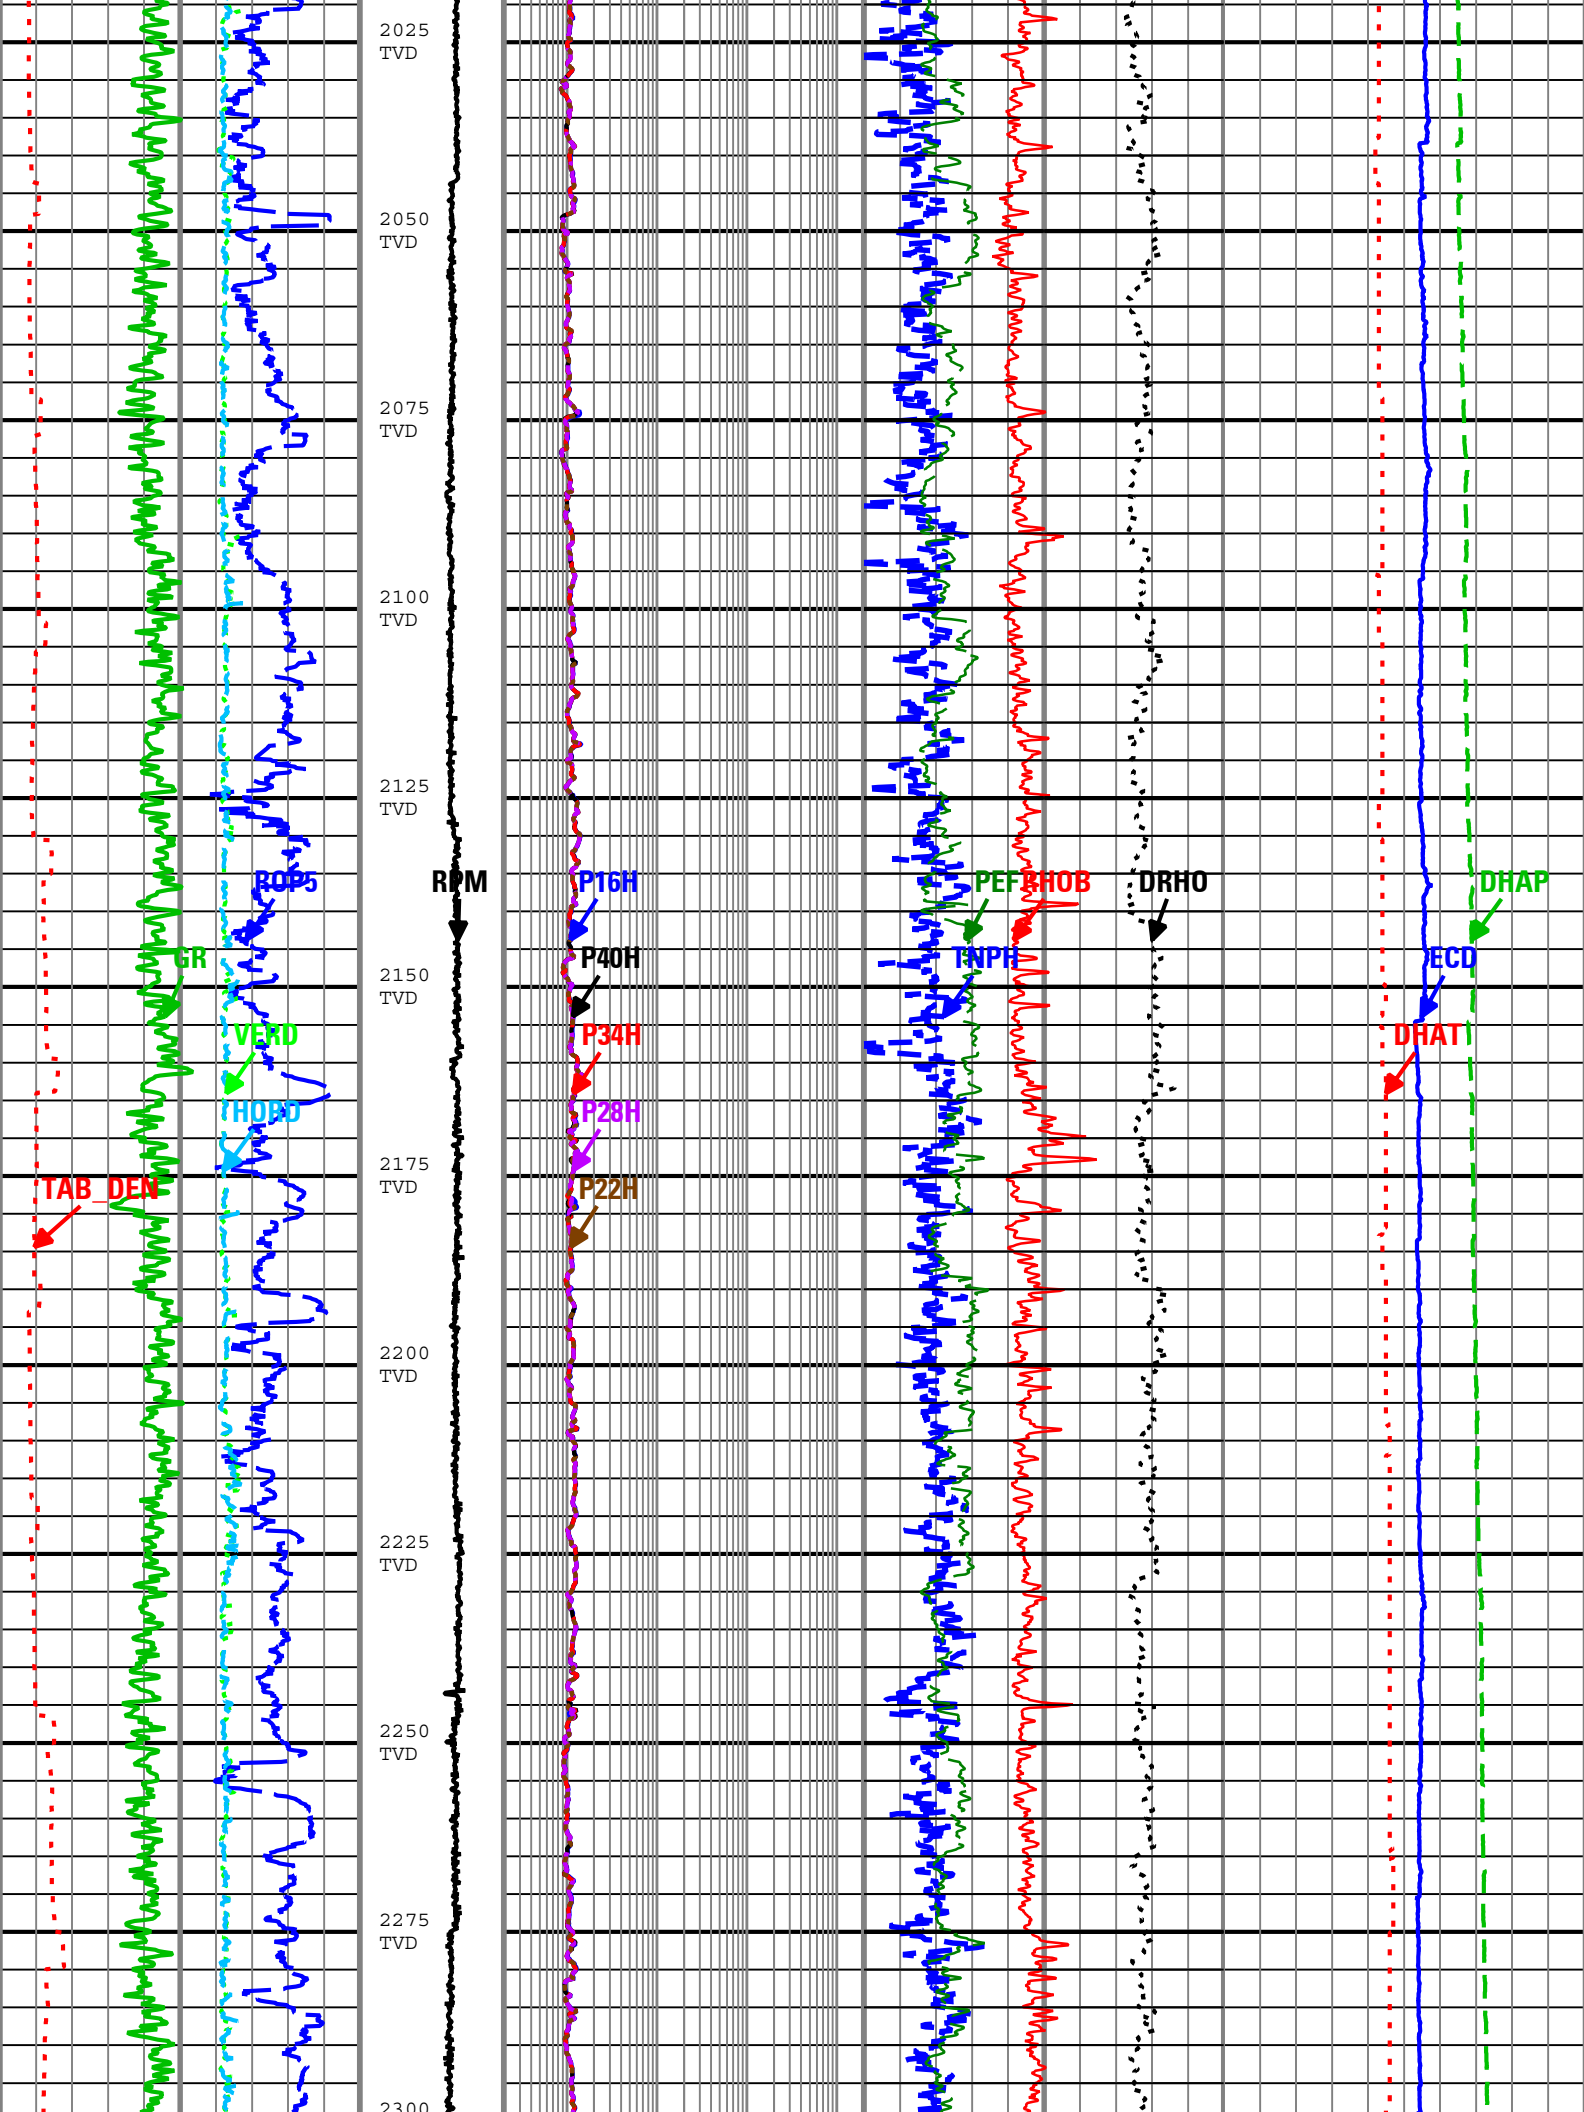 2025
TVD
2050
TVD
2075
TVD
2100
TVD
2125
TVD
ROP5 RPM P16H PEF RHOB DRHO DHAP
GR P40H TNPH ECD
2150
TVD
VERD P34H DHAT
HORD P28H
2175
TVD
TAB_DEN P22H
2200
TVD
2225
TVD
2250
TVD
2275
TVD
2300